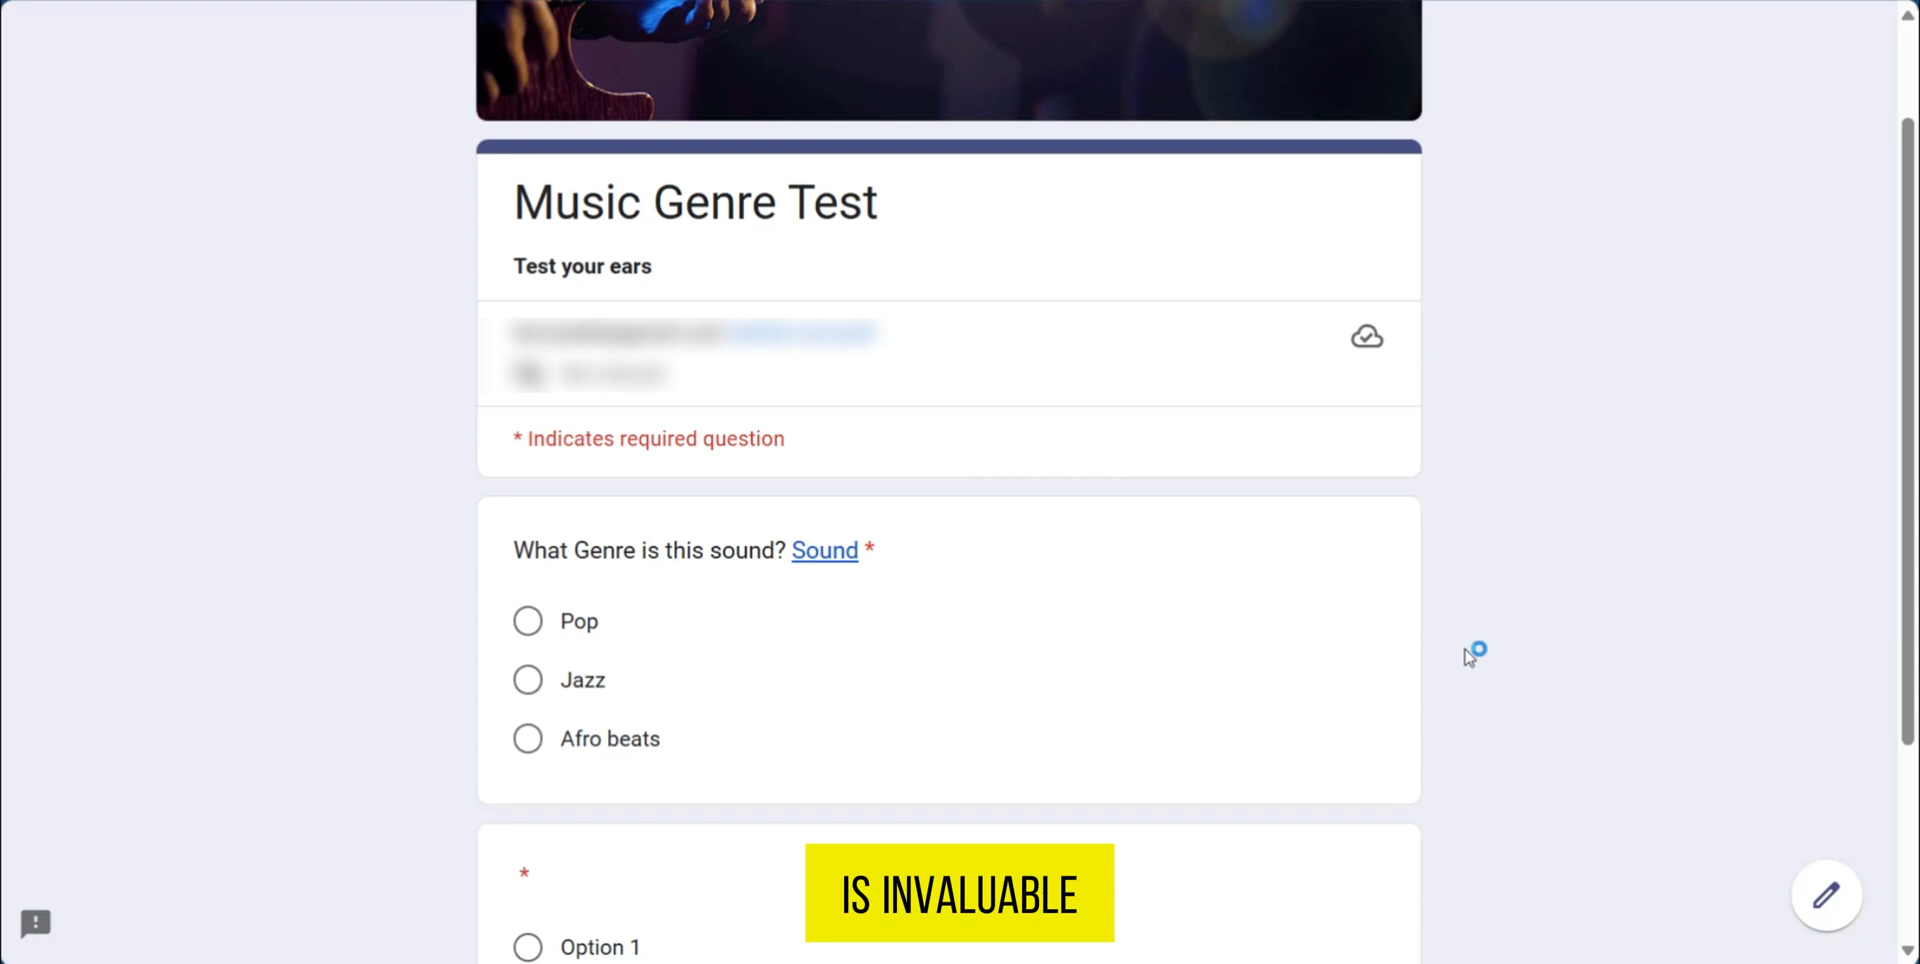 Music Genre Test
Test your ears
* Indicates required question
What Genre is this sound? Sound *
Pop
Jazz
Afro beats
*
IS INVALUABLE
Option 1